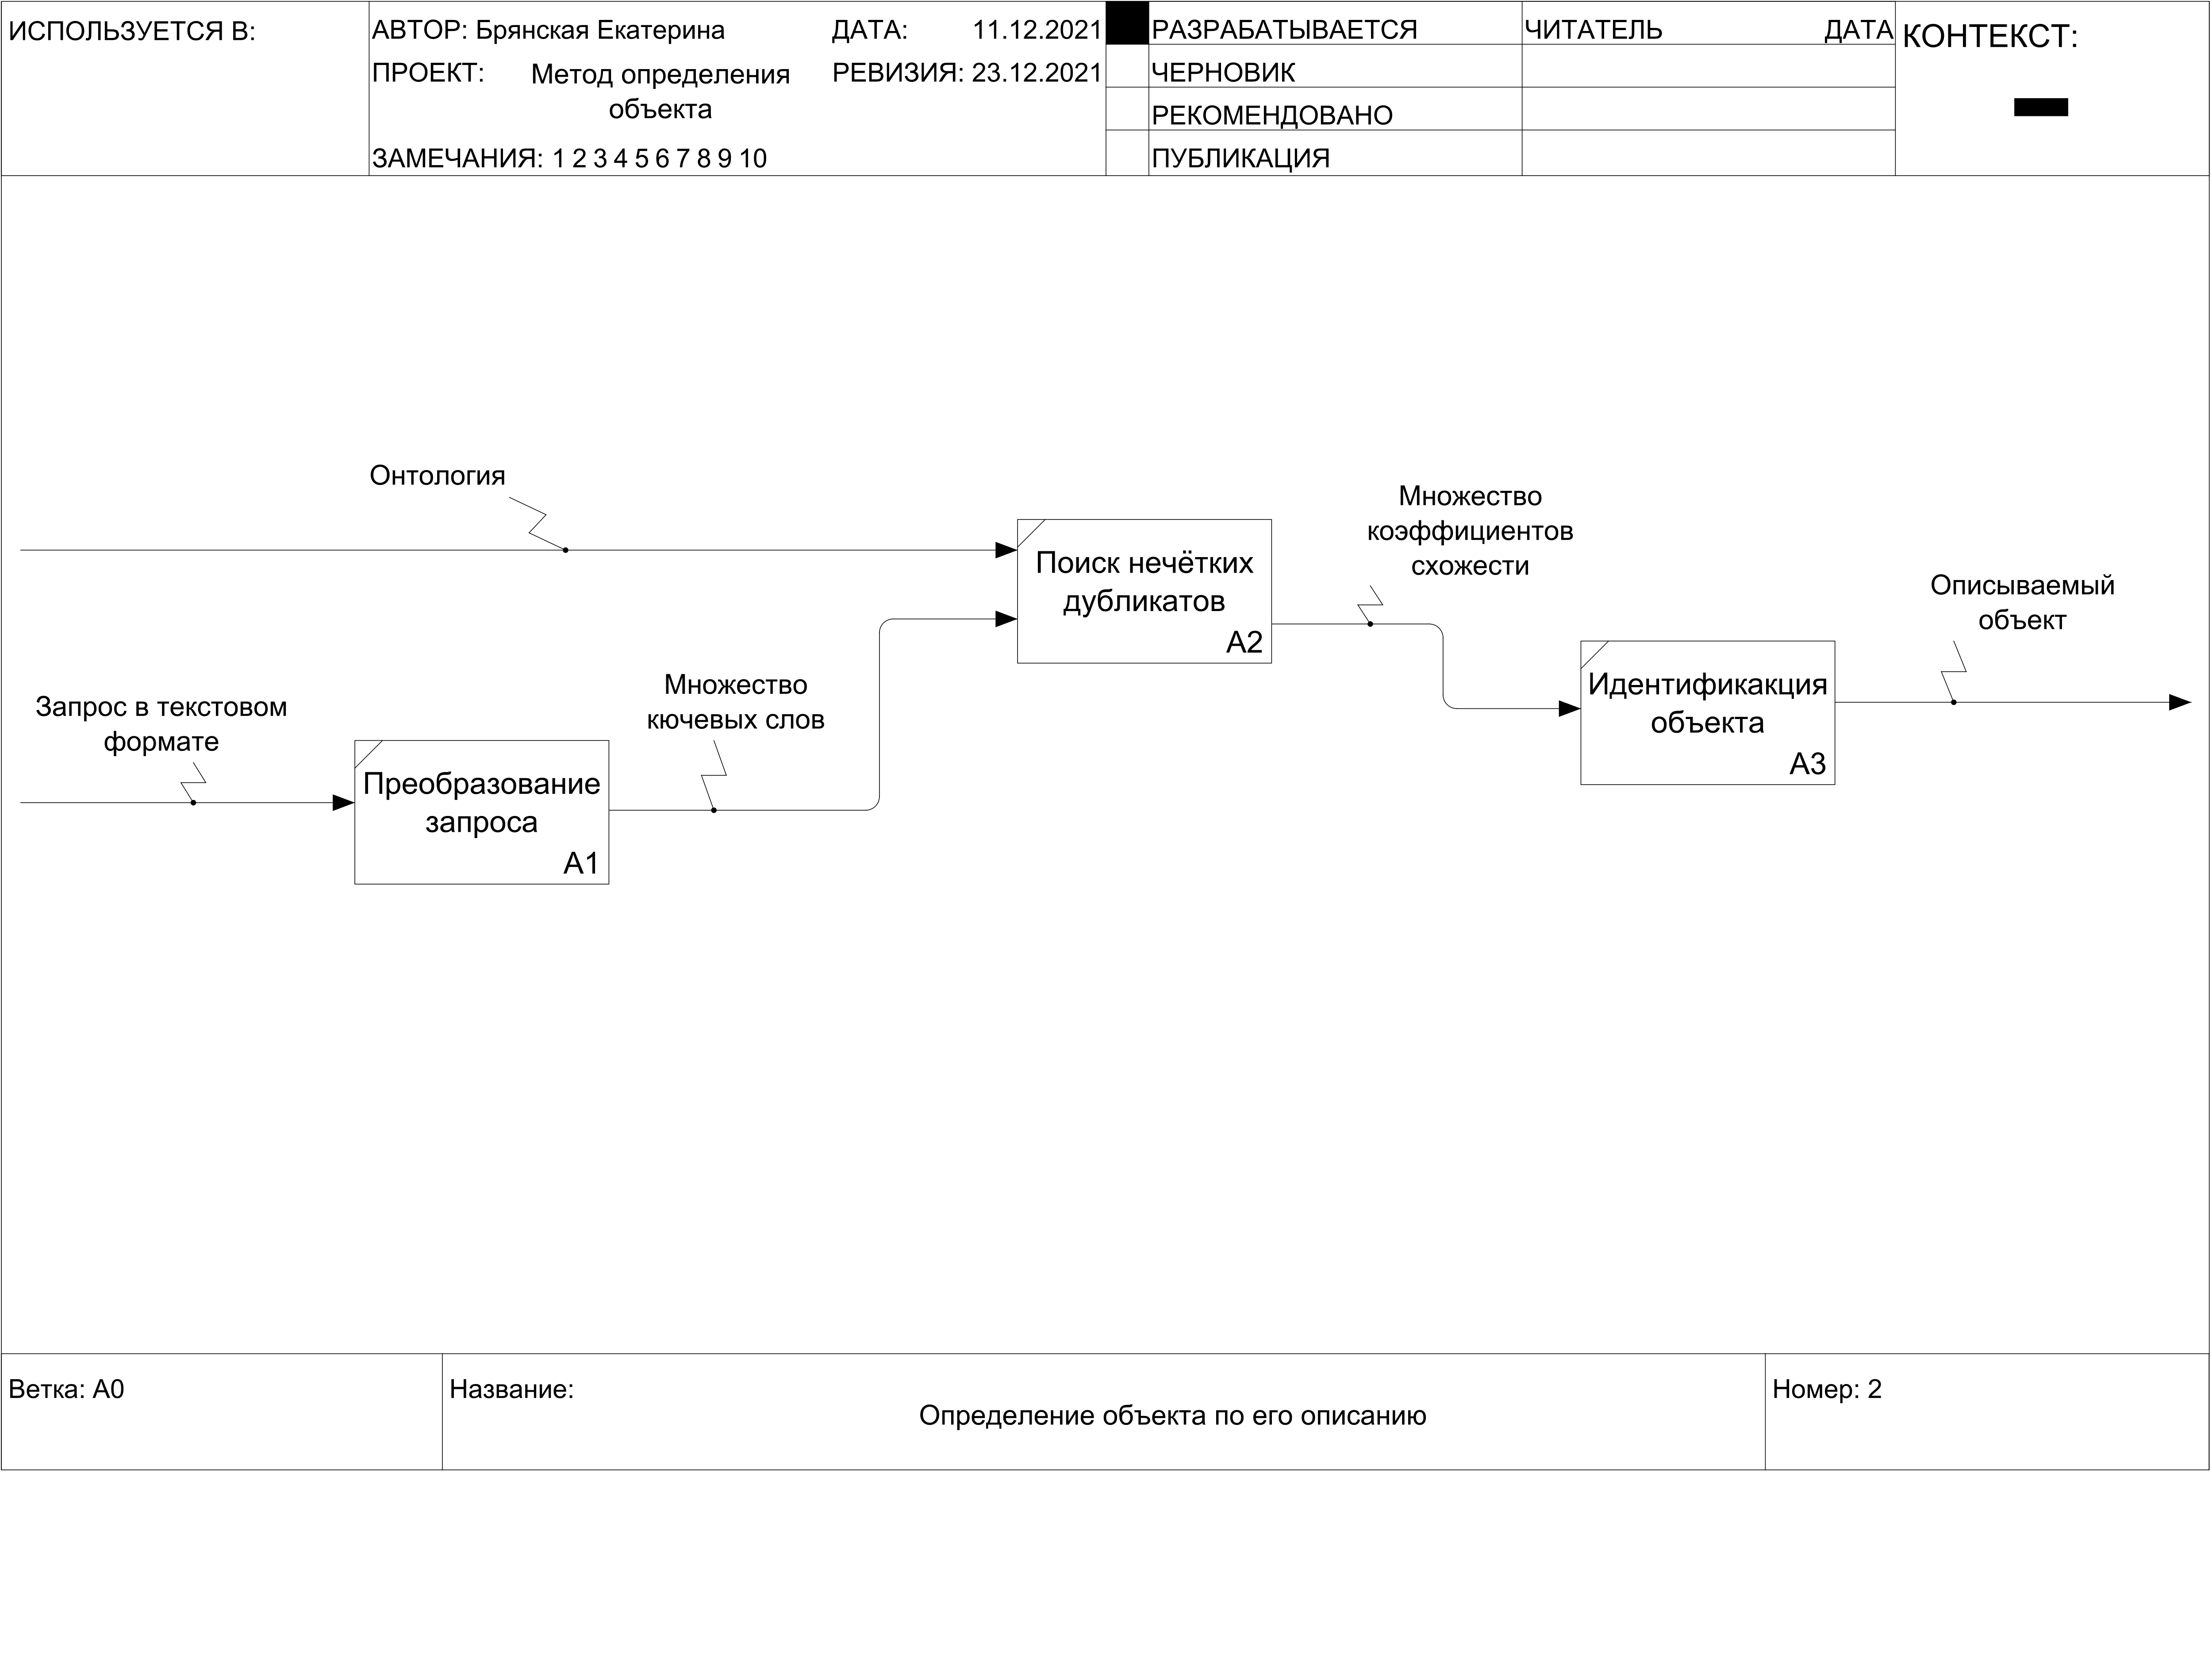 ИСПОЛЬЗУЕТСЯ В:
АВТОР: Брянская Екатерина
ДАТА: 11.12.2021
ПРОЕКТ: Метод определения
объекта
РЕВИЗИЯ: 23.12.2021
ЗАМЕЧАНИЯ: 1 2 3 4 5 6 7 8 9 10
РАЗРАБАТЫВАЕТСЯ
ЧЕРНОВИК
РЕКОМЕНДОВАНО
ПУБЛИКАЦИЯ
ЧИТАТЕЛЬ ДАТА
КОНТЕКСТ:
Онтология
Множество
коэффициентов
схожести
Поиск нечётких
дубликатов
A2
Описываемый
объект
Запрос в текстовом
формате
Множество
кючевых слов
Идентификакция
объекта
A3
Преобразование
запроса
A1
Ветка: A0
Название:
Определение объекта по его описанию
Номер: 2